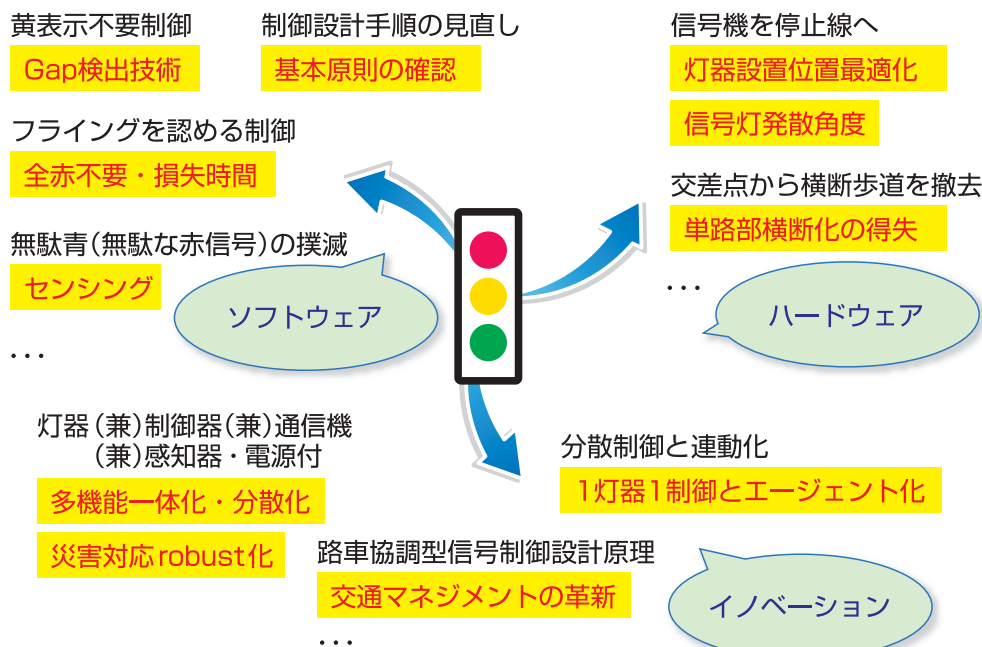 黄表示不要制御
Gap検出技術
制御設計手順の見直し
基本原則の確認
フライングを認める制御
全赤不要・損失時間
無駄青(無駄な赤信号)の撲滅
センシング
ソフトウェア
...
信号機を停止線へ
灯器設置位置最適化
信号灯発散角度
交差点から横断歩道を撤去
単路部横断化の得失
...
ハードウェア
灯器(兼)制御器(兼)通信機
(兼)感知器・電源付
多機能一体化・分散化
災害対応robust化
分散制御と連動化
1灯器1制御とエージェント化
路車協調型信号制御設計原理
交通マネジメントの革新
...
イノベーション